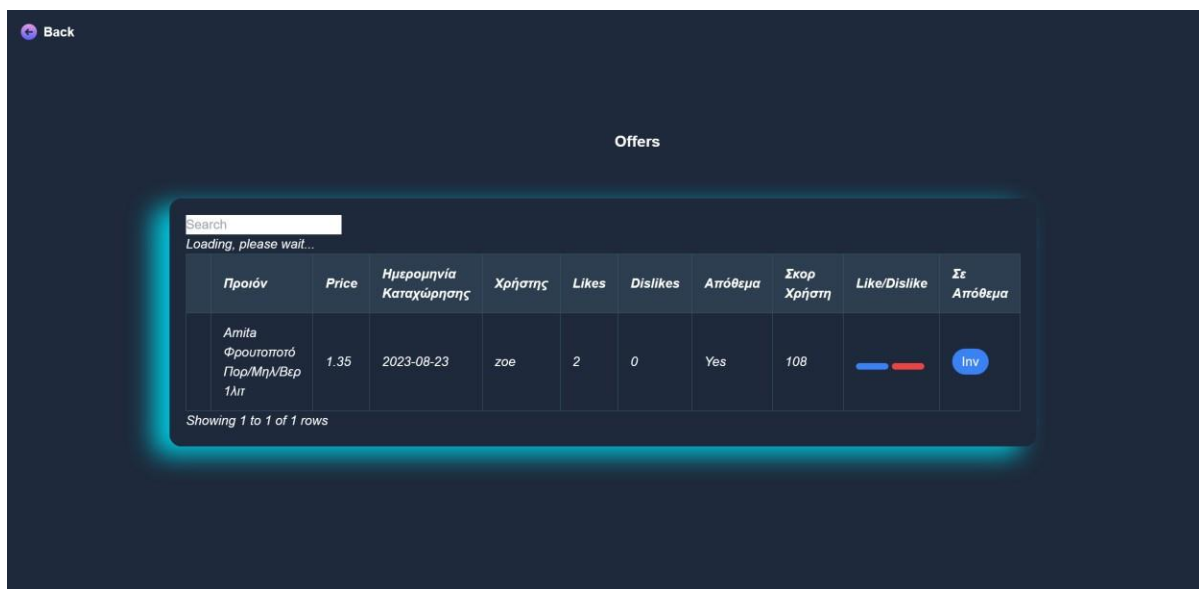 Back
Offers
Search
Loading, please wait...
Προιόν Price Ημερομηνία Καταχώρησης Χρήστης Likes Dislikes Απόθεμα Σκορ Χρήστη Like/Dislike Σε Απόθεμα
Amita Φρουτοποτό Πορ/Μηλ/Βερ 1λιτ 1.35 2023-08-23 zoe 2 0 Yes 108 Inv
Showing 1 to 1 of 1 rows